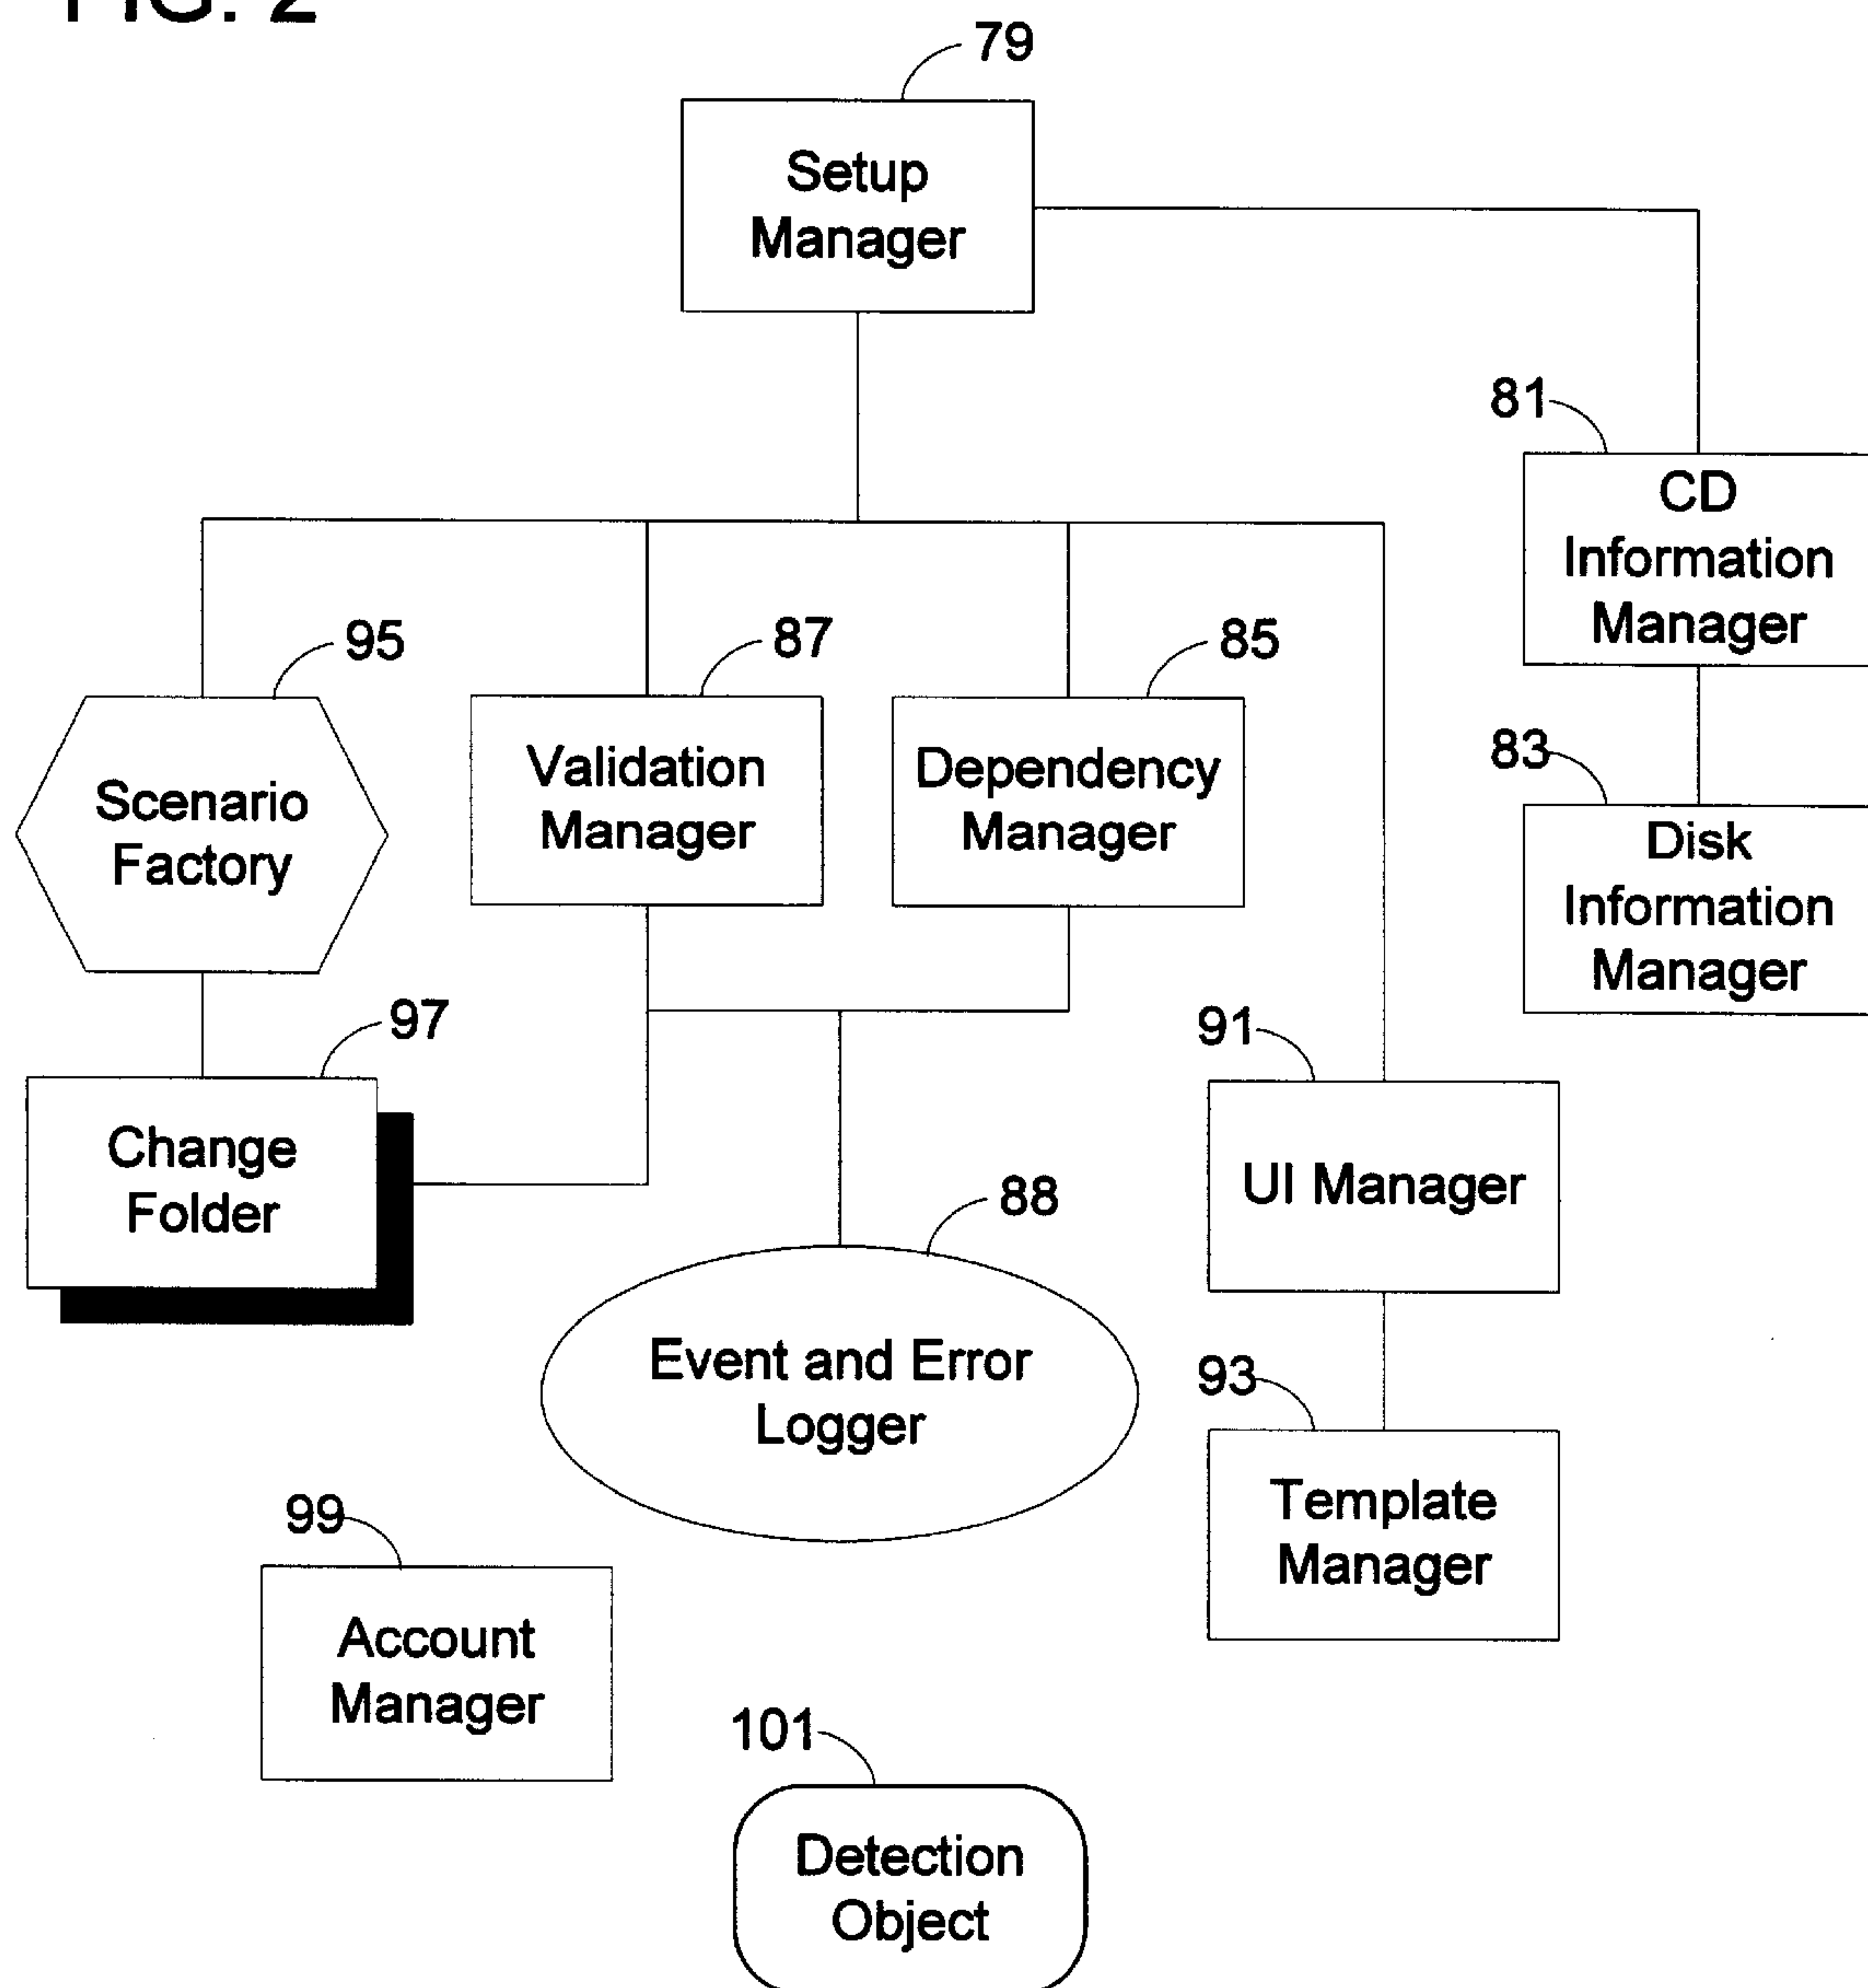 FIG. 2
79
Setup
Manager
81
CD
Information
Manager
95
87
85
Scenario
Factory
Validation
Manager
Dependency
Manager
83
Disk
Information
Manager
97
91
Change
Folder
UI Manager
88
Event and Error
Logger
93
Template
Manager
99
Account
Manager
101
Detection
Object